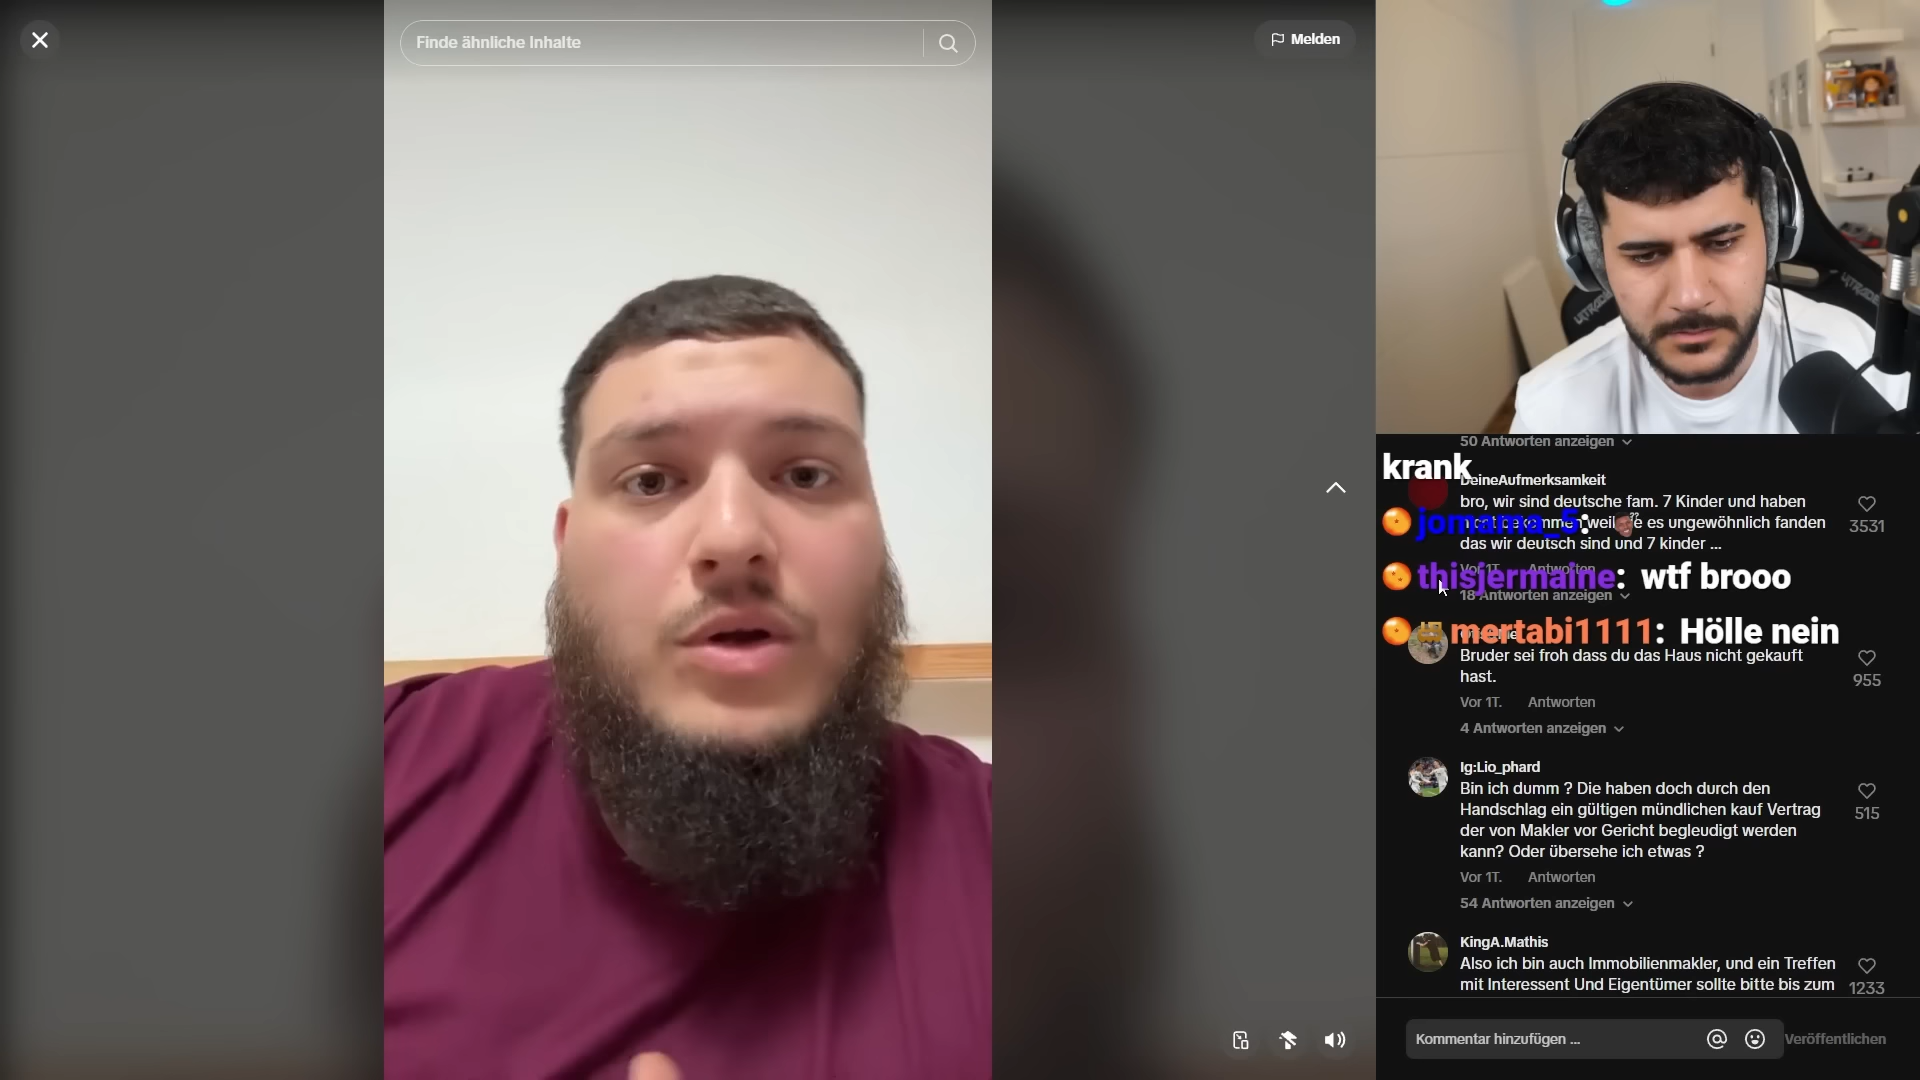 Finde ähnliche Inhalte
Melden
50 Antworten anzeigen
krank
DeineAufmerksamkeit
bro, wir sind deutsche fam. 7 Kinder und haben
es ungewöhnlich fanden
das wir deutsch sind und 7 kinder ...
3531
jomama_5:
Vor 1T. Antworten
thisjermaine: wtf brooo
18 Antworten anzeigen
mertabi1111: Hölle nein
Bruder sei froh dass du das Haus nicht gekauft
hast.
955
Vor 1T. Antworten
4 Antworten anzeigen
Ig:Lio_phard
Bin ich dumm ? Die haben doch durch den
Handschlag ein gültigen mündlichen kauf Vertrag
der von Makler vor Gericht begleudigt werden
kann? Oder übersehe ich etwas ?
515
Vor 1T. Antworten
54 Antworten anzeigen
KingA.Mathis
Also ich bin auch Immobilienmakler, und ein Treffen
mit Interessent Und Eigentümer sollte bitte bis zum
1233
Kommentar hinzufügen ...
Veröffentlichen